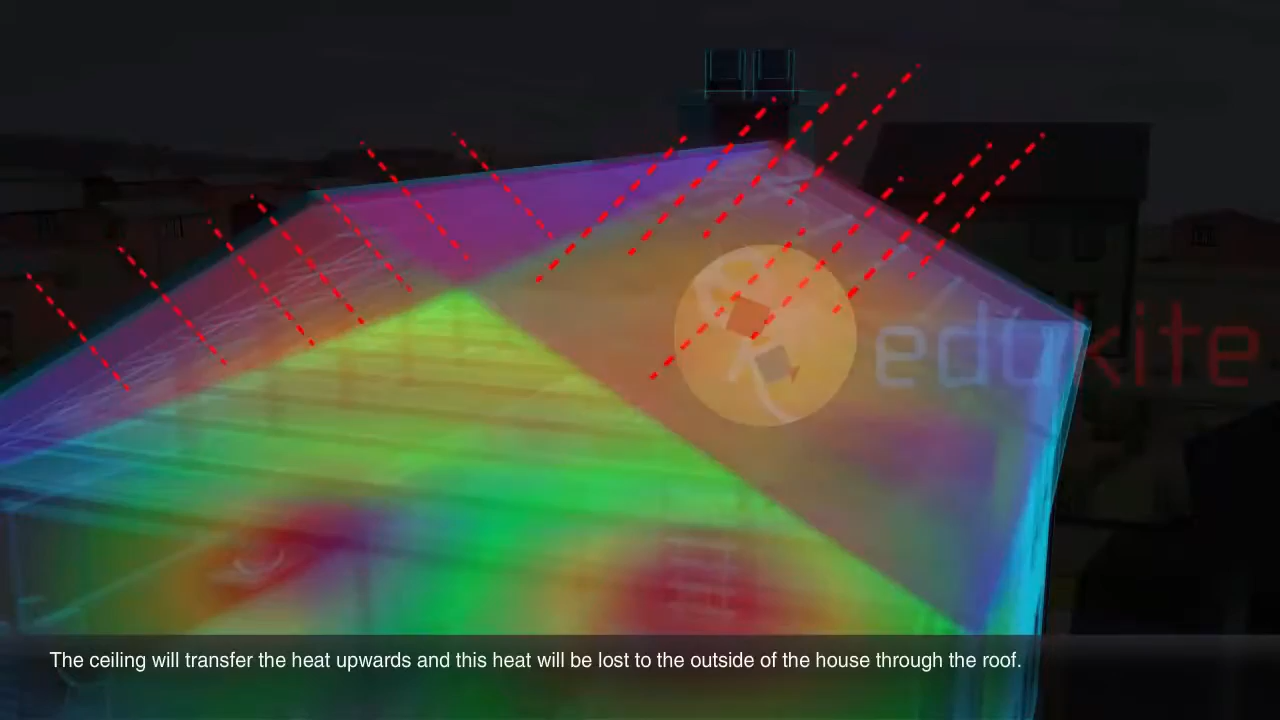 edukite
The ceiling will transfer the heat upwards and this heat will be lost to the outside of the house through the roof.